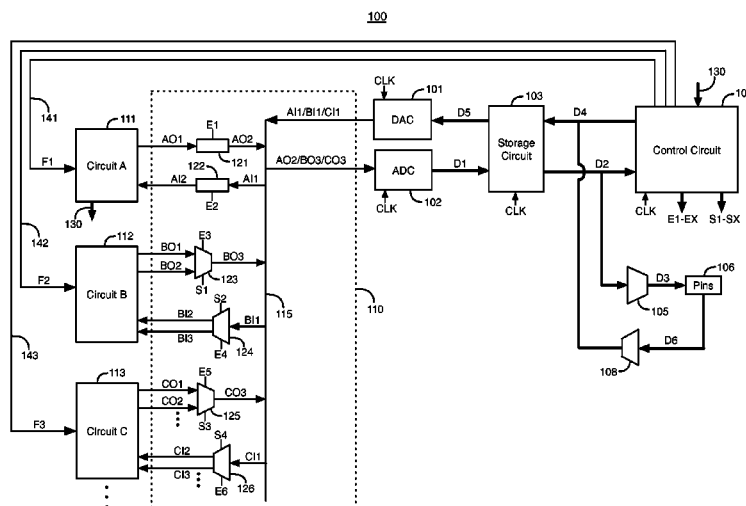 100
130
CLK
101
103
10
141
111
E1
AI1/BI1/CI1
DAC
D5
D4
AO1
AO2
121
122
Storage
Circuit
Control Circuit
F1
Circuit A
AO2/BO3/CO3
ADC
D1
D2
AI2
AI1
E2
130
CLK
102
CLK
CLK
E1-EX
S1-SX
142
112
E3
BO1
BO2
BO3
123
S1
106
F2
Circuit B
S2
115
110
D3
Pins
105
BI2
BI3
BI1
124
E4
143
D6
108
113
E5
CO1
CO2
CO3
125
S3
F3
Circuit C
S4
CI2
CI3
CI1
126
E6